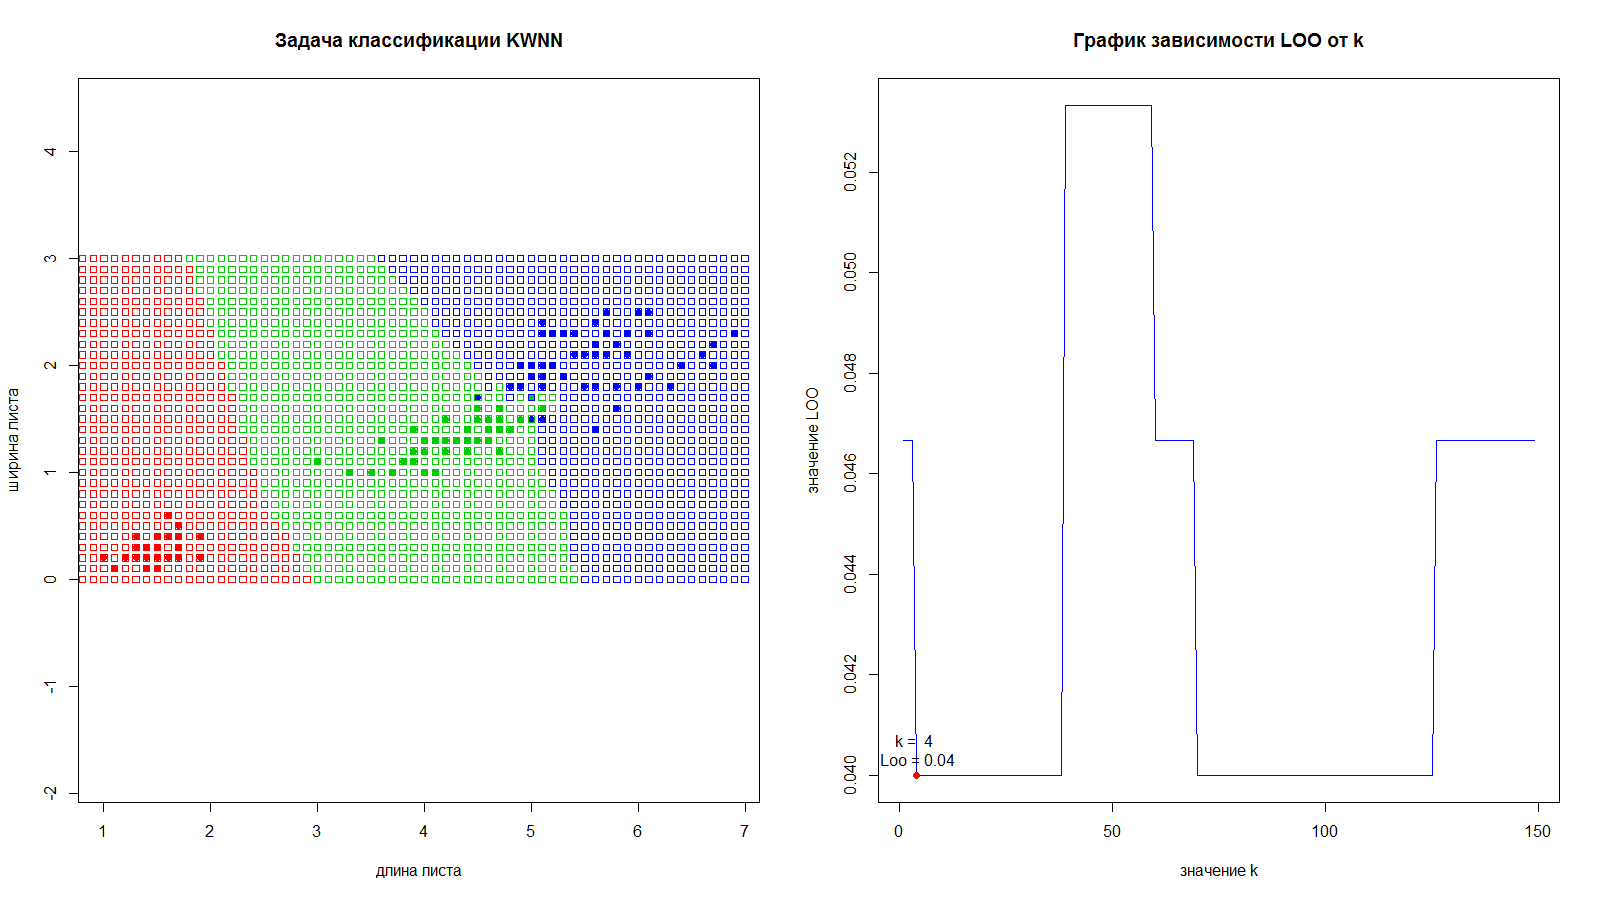 Задача классификации KWNN
График зависимости LOO от k
4
3
2
1
0
-1
-2
ширина листа
1 2 3 4 5 6 7
длина листа
0.052
0.050
0.048
0.046
0.044
0.042
0.040
значение LOO
k = 4
Loo = 0.04
0 50 100 150
значение k